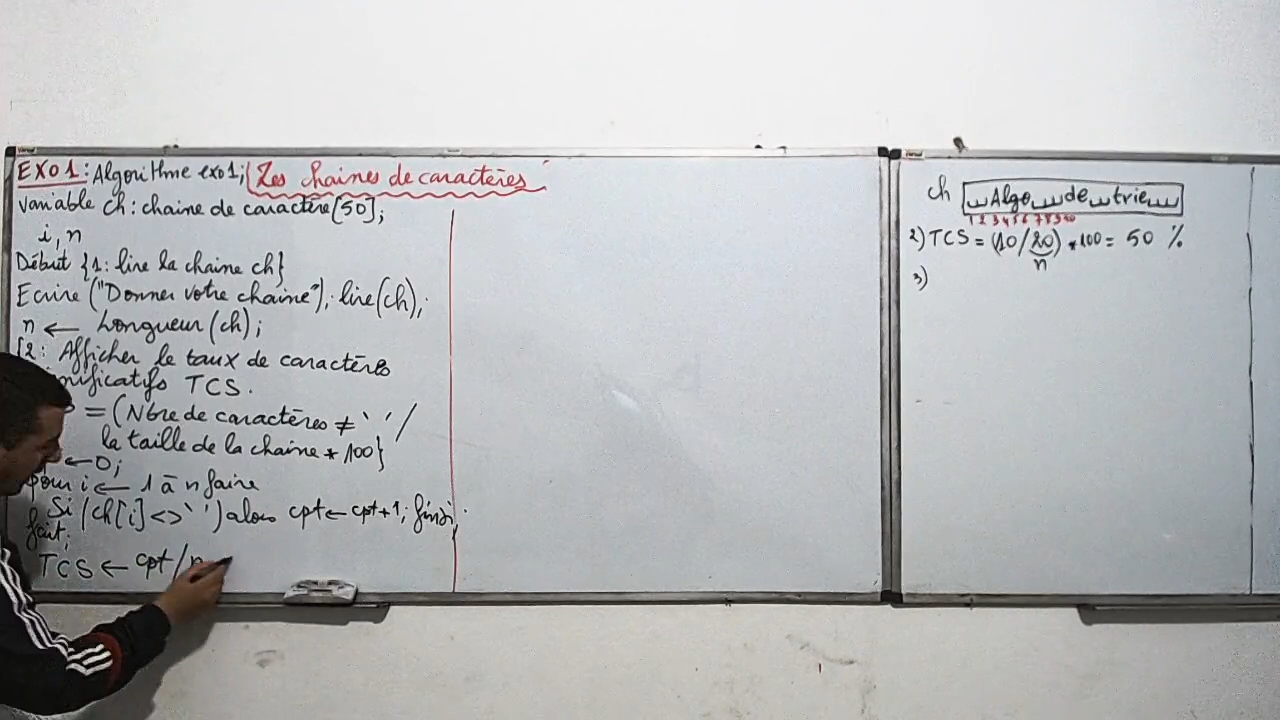 EXO1: Algorithme exo1; Les chaines de caractères
variable ch: chaine de caractère[50];
i, n
Début {1: lire la chaine ch}
Ecrire ("Donner votre chaine"); lire(ch);
n ← Longueur(ch);
{2: Afficher le taux de caractères
TCS.
= (Nbre de caractères ≠ ' ' /
la taille de la chaine * 100}
← 0;
pour i ← 1 à n faire
Si (ch[i] <> ' ') alors cpt ← cpt+1; finsi;
fait;
TCS ← cpt/n
ch ␣␣Algo␣␣␣de␣␣trie␣␣␣
1 2 3 4 5 6 7 8 9 10
2) TCS = (10/20) * 100 = 50 %
n
3)